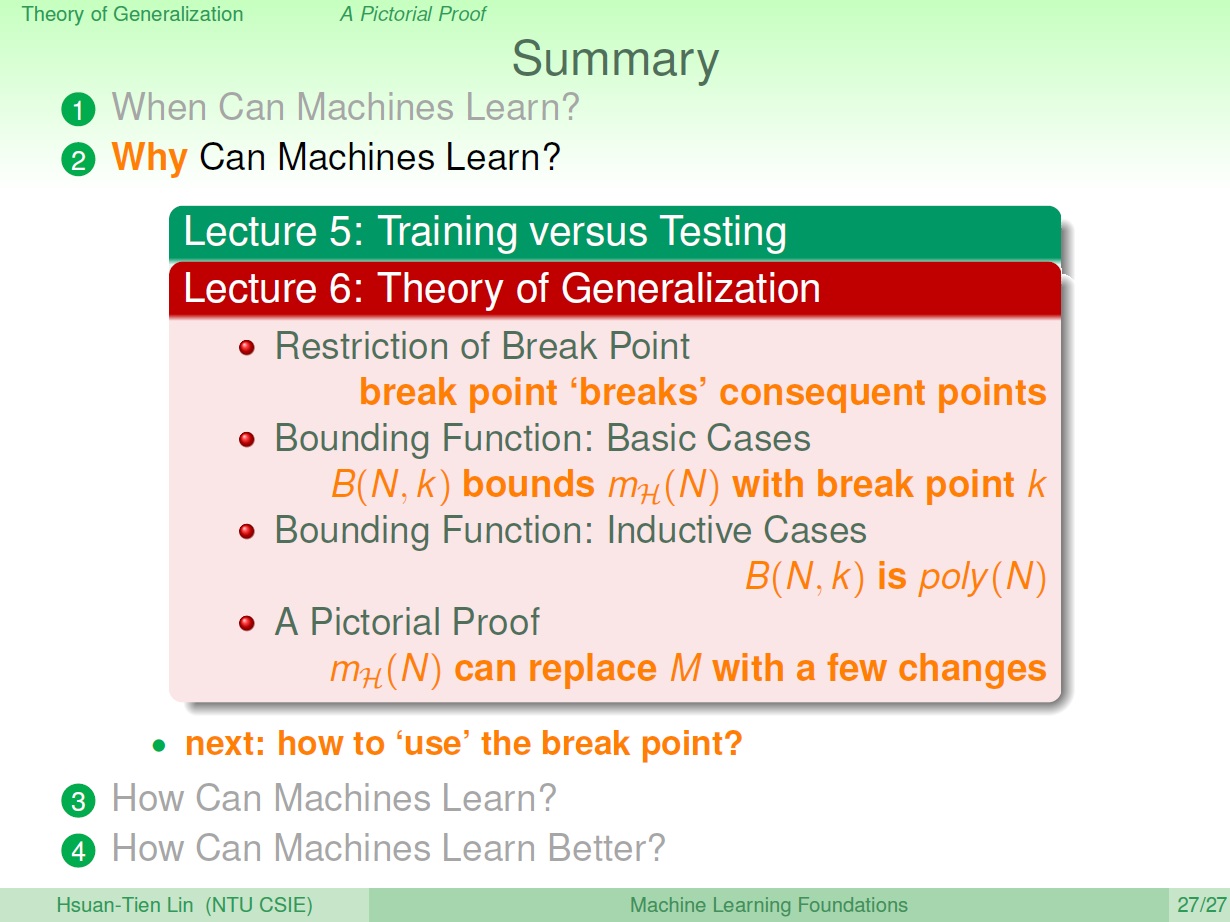 Theory of Generalization A Pictorial Proof
Summary
1 When Can Machines Learn?
2 Why Can Machines Learn?
Lecture 5: Training versus Testing
Lecture 6: Theory of Generalization
• Restriction of Break Point
break point ‘breaks’ consequent points
• Bounding Function: Basic Cases
B(N, k) bounds m_ℋ(N) with break point k
• Bounding Function: Inductive Cases
B(N, k) is poly(N)
• A Pictorial Proof
m_ℋ(N) can replace M with a few changes
• next: how to ‘use’ the break point?
3 How Can Machines Learn?
4 How Can Machines Learn Better?
Hsuan-Tien Lin (NTU CSIE) Machine Learning Foundations 27/27